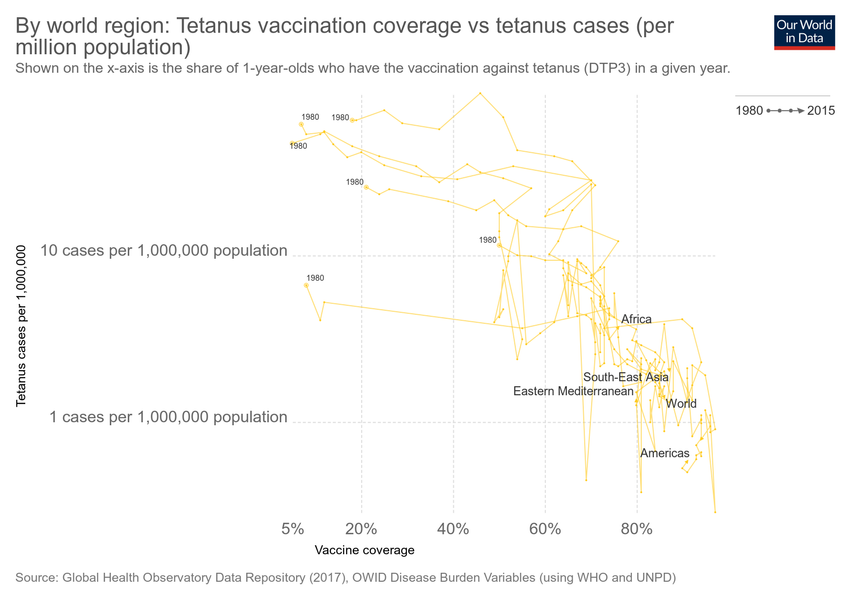 By world region: Tetanus vaccination coverage vs tetanus cases (per
million population)
Our World
in Data
Shown on the x-axis is the share of 1-year-olds who have the vaccination against tetanus (DTP3) in a given year.
1980 2015
1980
1980
1980
1980
1980
10 cases per 1,000,000 population
1980
Africa
South-East Asia
Eastern Mediterranean
World
1 cases per 1,000,000 population
Americas
Tetanus cases per 1,000,000
5%
20%
40%
60%
80%
Vaccine coverage
Source: Global Health Observatory Data Repository (2017), OWID Disease Burden Variables (using WHO and UNPD)